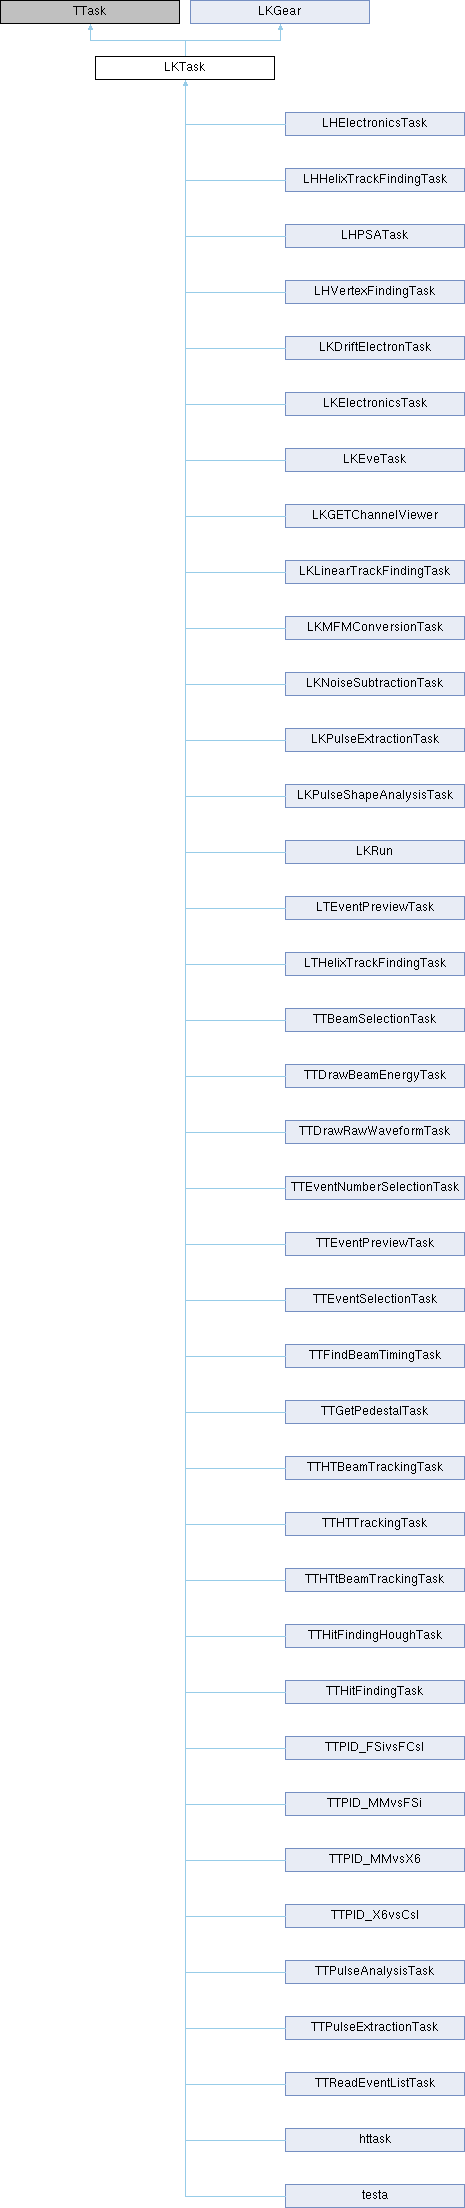 TTask
LKGear
LKTask
LHElectronicsTask
LHHelixTrackFindingTask
LHPSATask
LHVertexFindingTask
LKDriftElectronTask
LKElectronicsTask
LKEveTask
LKGETChannelViewer
LKLinearTrackFindingTask
LKMFMConversionTask
LKNoiseSubtractionTask
LKPulseExtractionTask
LKPulseShapeAnalysisTask
LKRun
LTEventPreviewTask
LTHelixTrackFindingTask
TTBeamSelectionTask
TTDrawBeamEnergyTask
TTDrawRawWaveformTask
TTEventNumberSelectionTask
TTEventPreviewTask
TTEventSelectionTask
TTFindBeamTimingTask
TTGetPedestalTask
TTHTBeamTrackingTask
TTHTTrackingTask
TTHTtBeamTrackingTask
TTHitFindingHoughTask
TTHitFindingTask
TTPID_FSivsFCsI
TTPID_MMvsFSi
TTPID_MMvsX6
TTPID_X6vsCsI
TTPulseAnalysisTask
TTPulseExtractionTask
TTReadEventListTask
httask
testa